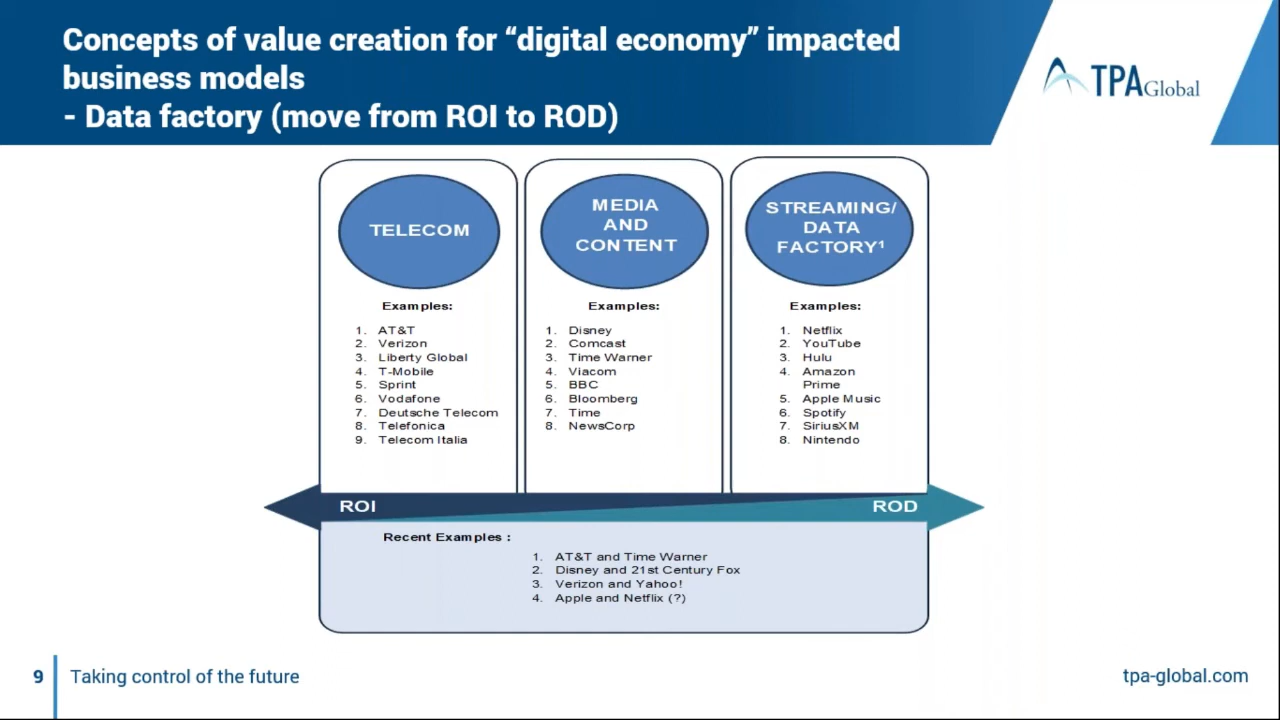 Concepts of value creation for “digital economy” impacted
business models
- Data factory (move from ROI to ROD)
TPAGlobal
TELECOM
Examples:
1. AT&T
2. Verizon
3. Liberty Global
4. T-Mobile
5. Sprint
6. Vodafone
7. Deutsche Telecom
8. Telefonica
9. Telecom Italia
MEDIA
AND
CONTENT
Examples:
1. Disney
2. Comcast
3. Time Warner
4. Viacom
5. BBC
6. Bloomberg
7. Time
8. NewsCorp
STREAMING/
DATA
FACTORY¹
Examples:
1. Netflix
2. YouTube
3. Hulu
4. Amazon
Prime
5. Apple Music
6. Spotify
7. SiriusXM
8. Nintendo
ROI
ROD
Recent Examples :
1. AT&T and Time Warner
2. Disney and 21st Century Fox
3. Verizon and Yahoo!
4. Apple and Netflix (?)
9
Taking control of the future
tpa-global.com